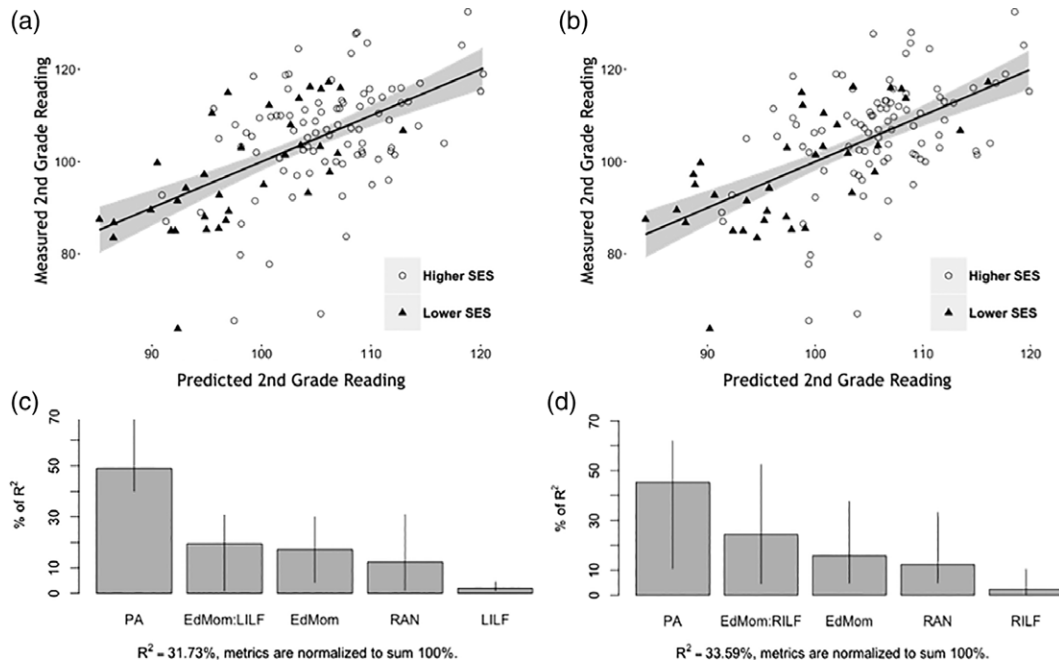 (a)
Measured 2nd Grade Reading
120
100
80
Higher SES
Lower SES
90 100 110 120
Predicted 2nd Grade Reading
(b)
Measured 2nd Grade Reading
120
100
80
Higher SES
Lower SES
90 100 110 120
Predicted 2nd Grade Reading
(c)
% of R²
70
50
30
10
0
PA EdMom:LILF EdMom RAN LILF
R² = 31.73%, metrics are normalized to sum 100%.
(d)
% of R²
70
50
30
10
0
PA EdMom:RILF EdMom RAN RILF
R² = 33.59%, metrics are normalized to sum 100%.